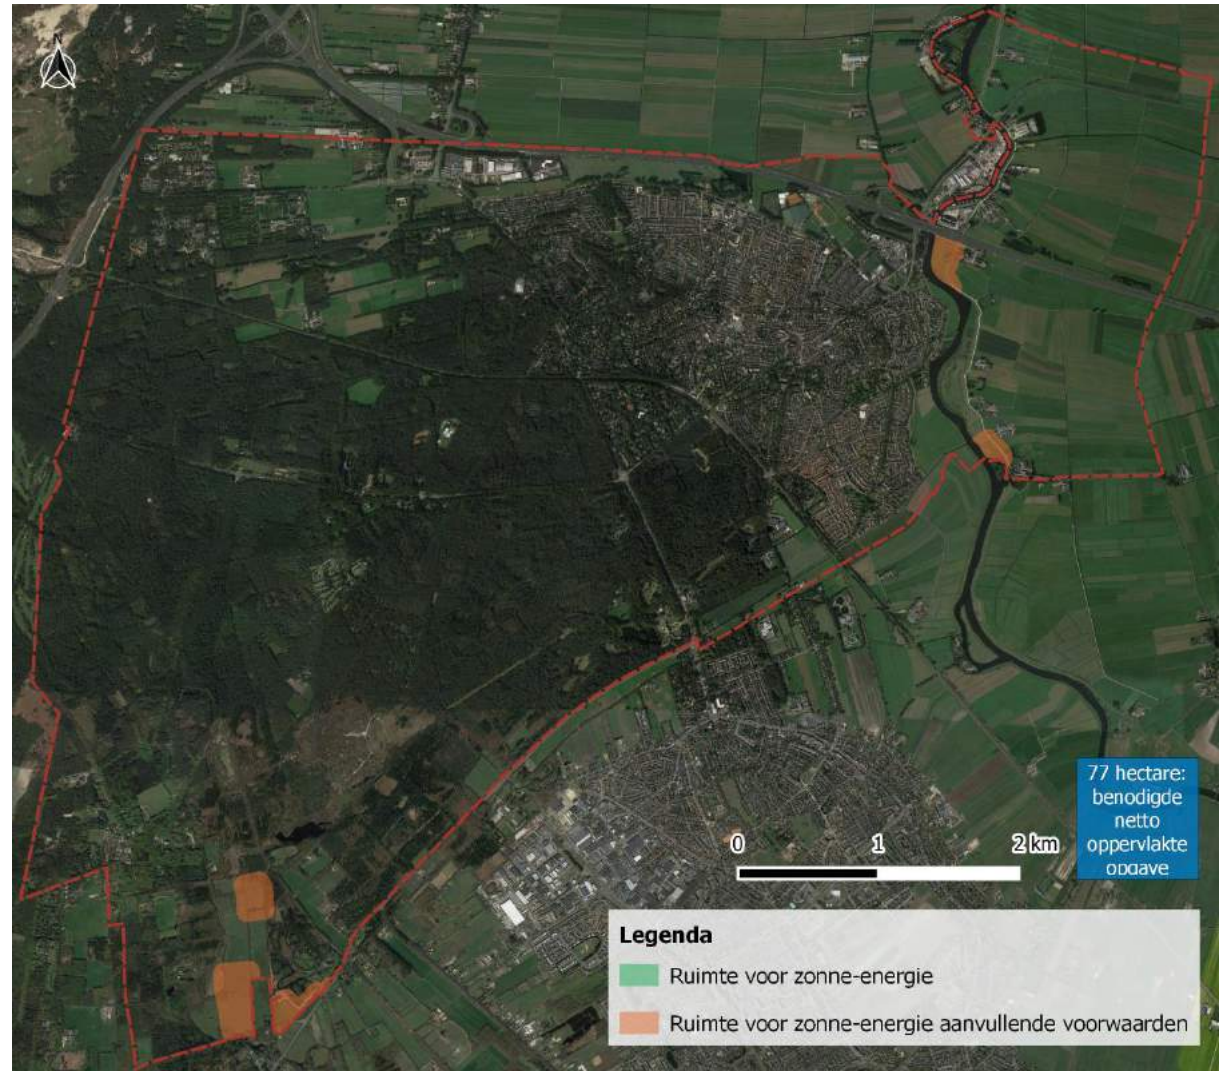 N
77 hectare:
benodigde
netto
oppervlakte
opgave
0 1 2 km
Legenda
Ruimte voor zonne-energie
Ruimte voor zonne-energie aanvullende voorwaarden